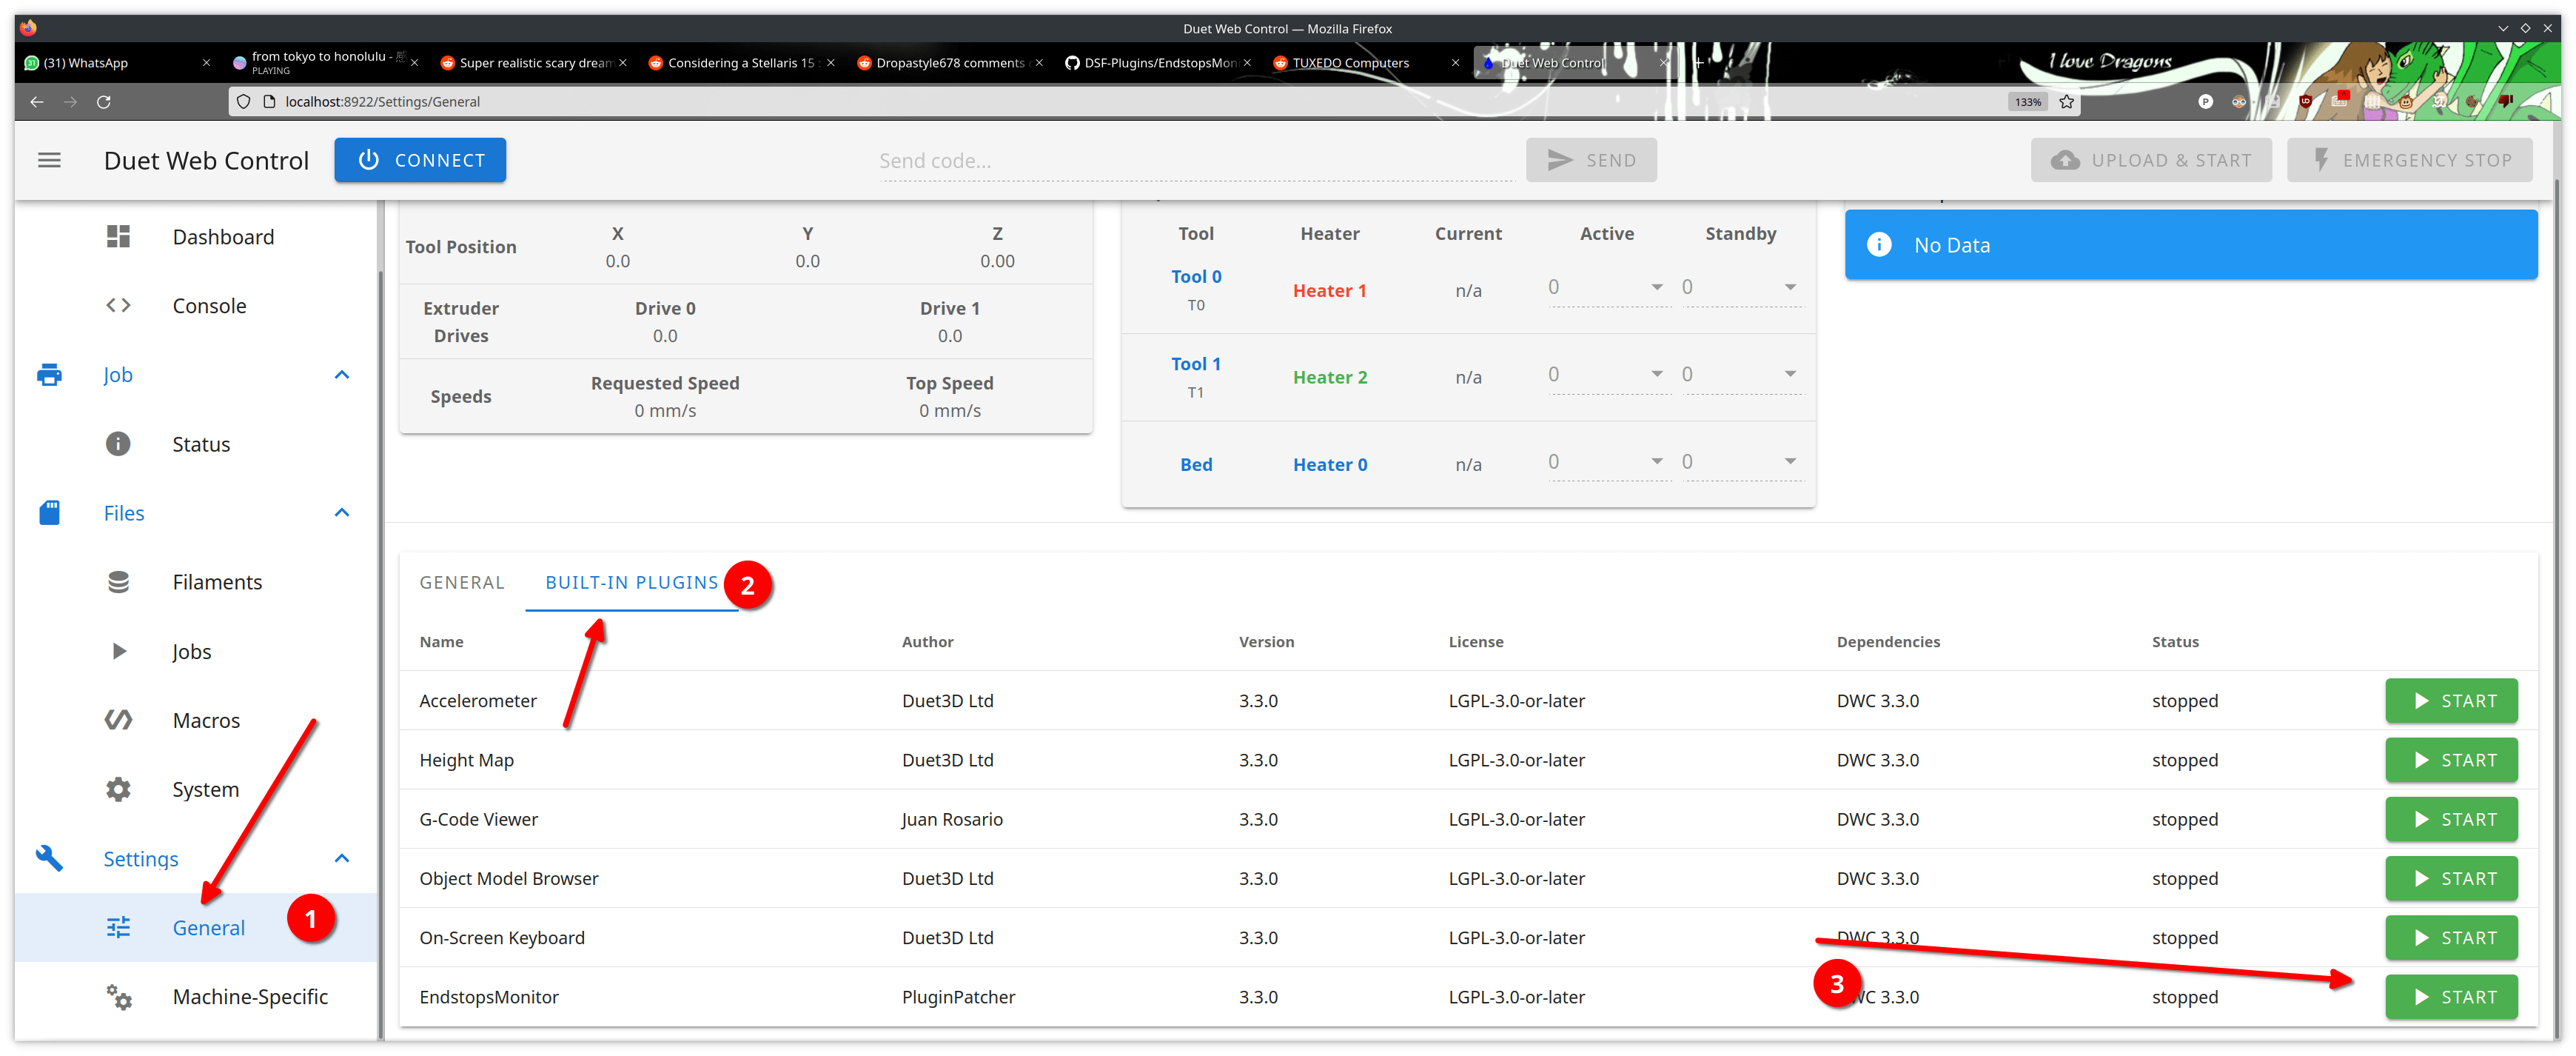 Duet Web Control — Mozilla Firefox
(31) WhatsApp
from tokyo to honolulu -
PLAYING
Super realistic scary dream
Considering a Stellaris 15
Dropastyle678 comments
DSF-Plugins/EndstopsMon
TUXEDO Computers
Duet Web Control
I love Dragons
localhost:8922/Settings/General
133%
Duet Web Control
CONNECT
Send code...
SEND
UPLOAD & START
EMERGENCY STOP
Dashboard
Console
Job
Status
Files
Filaments
Jobs
Macros
System
Settings
General
1
Machine-Specific
Tool Position
X
Y
Z
0.0
0.0
0.00
Extruder
Drives
Drive 0
Drive 1
0.0
0.0
Speeds
Requested Speed
Top Speed
0 mm/s
0 mm/s
Tool Heater Current Active Standby
Tool 0
T0
Heater 1 n/a 0 0
Tool 1
T1
Heater 2 n/a 0 0
Bed Heater 0 n/a 0 0
No Data
GENERAL BUILT-IN PLUGINS
2
Name Author Version License Dependencies Status
Accelerometer Duet3D Ltd 3.3.0 LGPL-3.0-or-later DWC 3.3.0 stopped START
Height Map Duet3D Ltd 3.3.0 LGPL-3.0-or-later DWC 3.3.0 stopped START
G-Code Viewer Juan Rosario 3.3.0 LGPL-3.0-or-later DWC 3.3.0 stopped START
Object Model Browser Duet3D Ltd 3.3.0 LGPL-3.0-or-later DWC 3.3.0 stopped START
On-Screen Keyboard Duet3D Ltd 3.3.0 LGPL-3.0-or-later DWC 3.3.0 stopped START
3
EndstopsMonitor PluginPatcher 3.3.0 LGPL-3.0-or-later DWC 3.3.0 stopped START